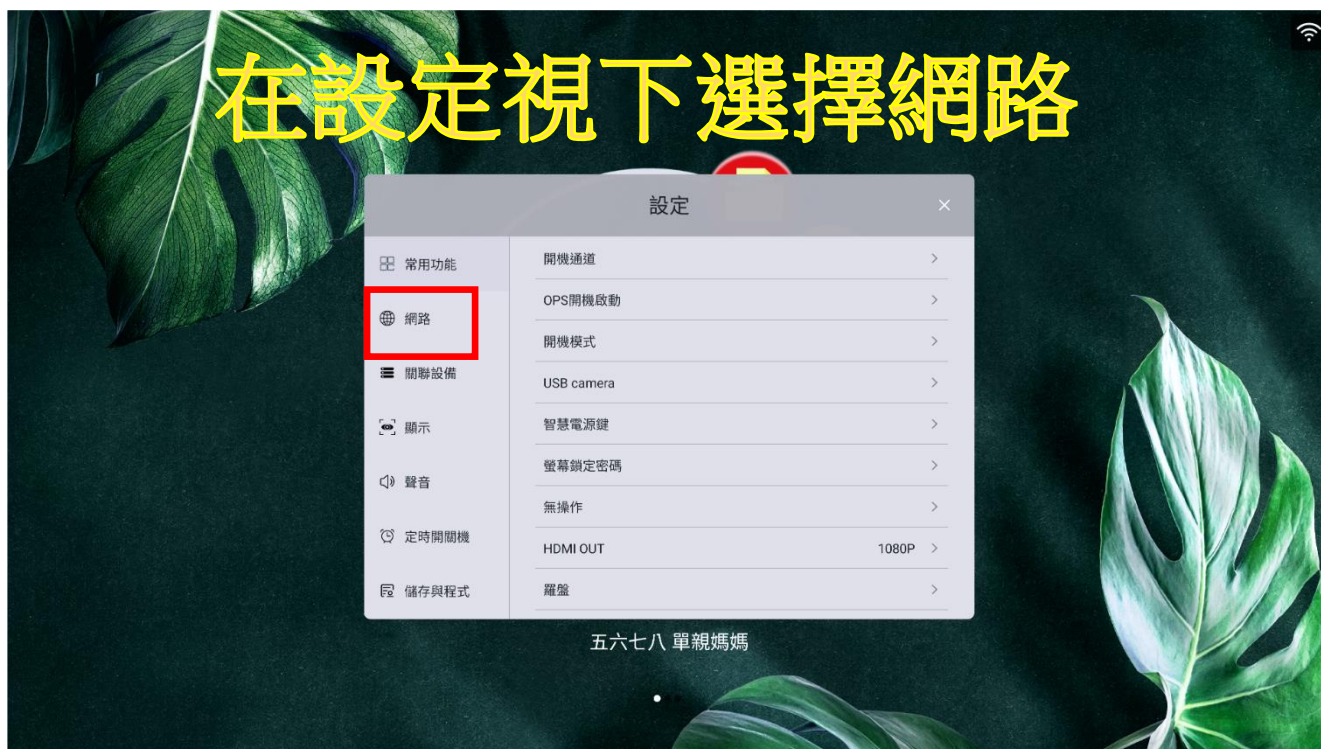 在設定視下選擇網路
設定
常用功能
網路
關聯設備
顯示
聲音
定時開關機
儲存與程式
開機通道
OPS開機啟動
開機模式
USB camera
智慧電源鍵
螢幕鎖定密碼
無操作
HDMI OUT 1080P
羅盤
五六七八 單親媽媽